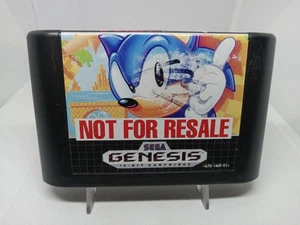 NOT FOR RESALE
SEGA
GENESIS
16-BIT CARTRIDGE